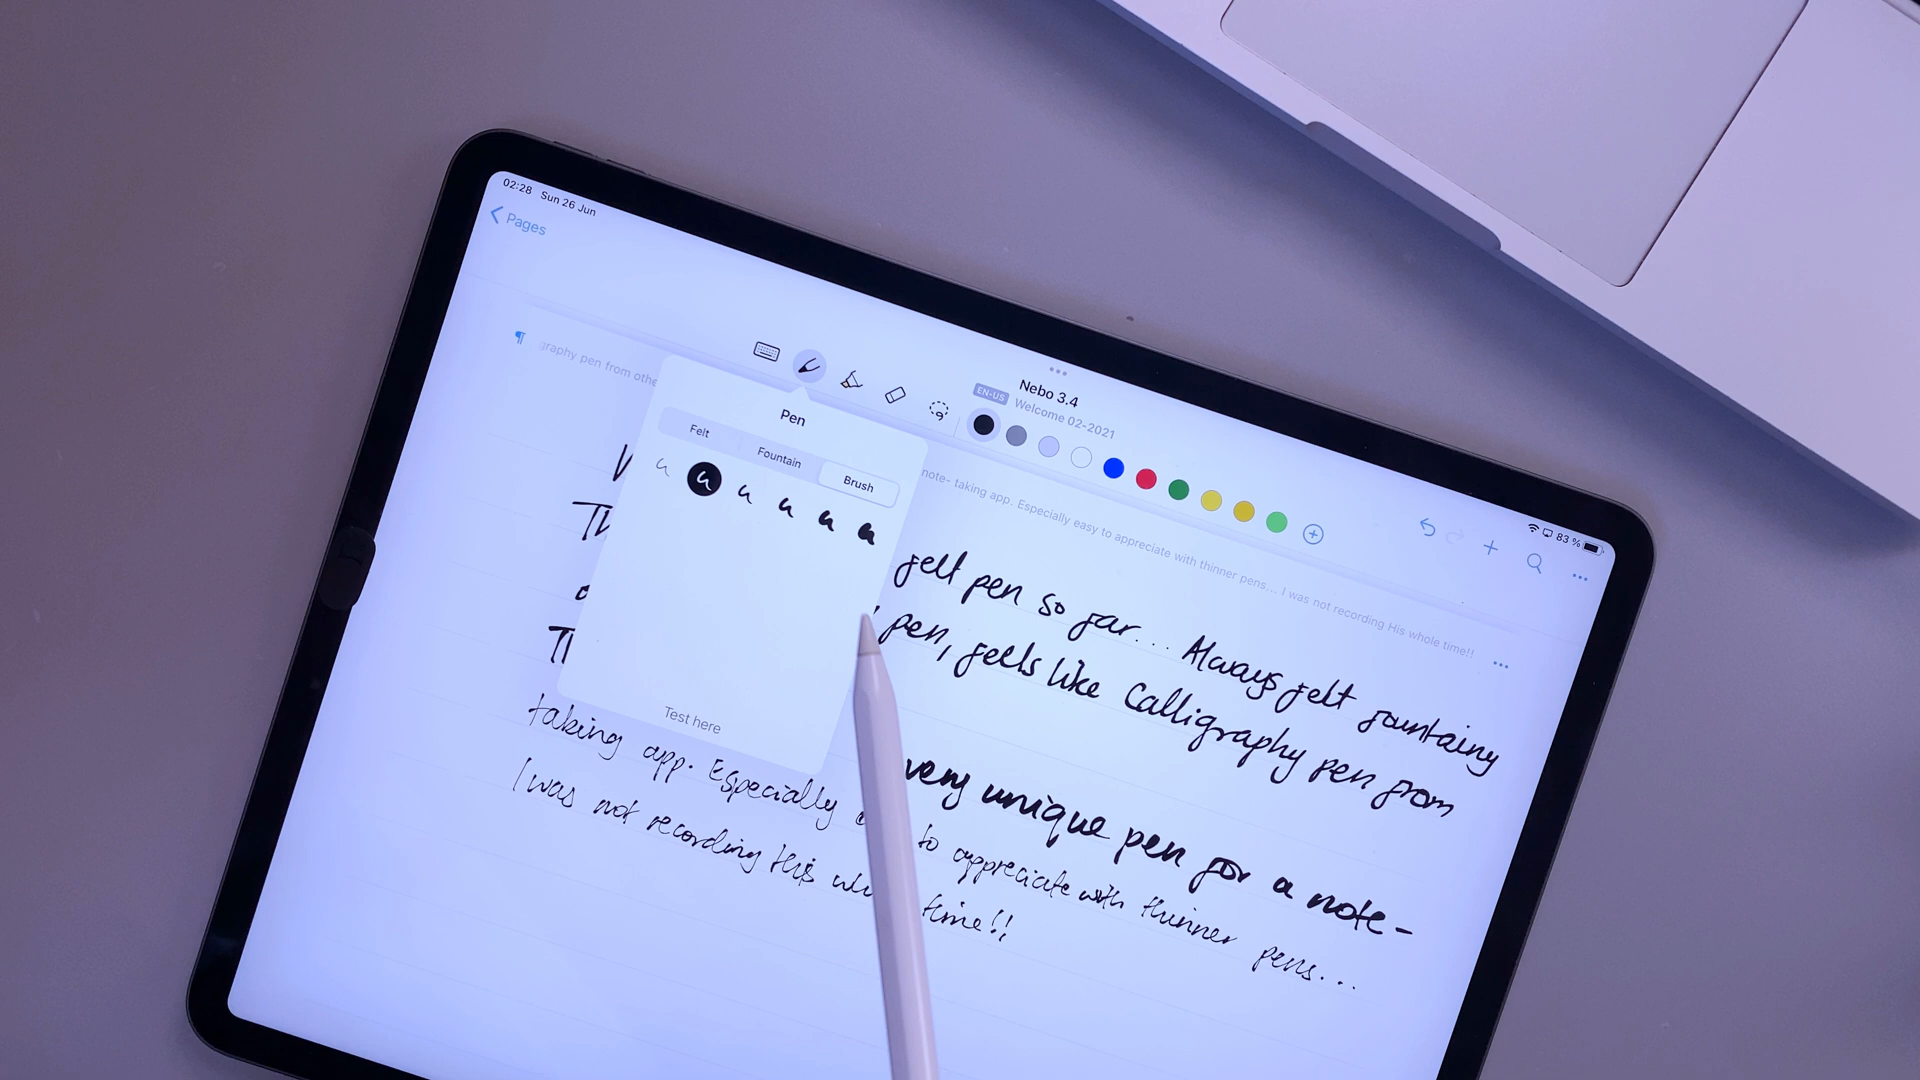 02:28 Sun 26 Jun
Pages
Nebo 3.4
EN-US Welcome 02-2021
83 %
graphy pen from othe
note- taking app. Especially easy to appreciate with thinner pens... I was not recording His whole time!!
Pen
Felt Fountain Brush
Test here
felt pen so far... Always felt fountainy
pen, feels like Calligraphy pen from
very unique pen for a note-
taking app. Especially to appreciate with thinner pens...
I was not recording this time!!